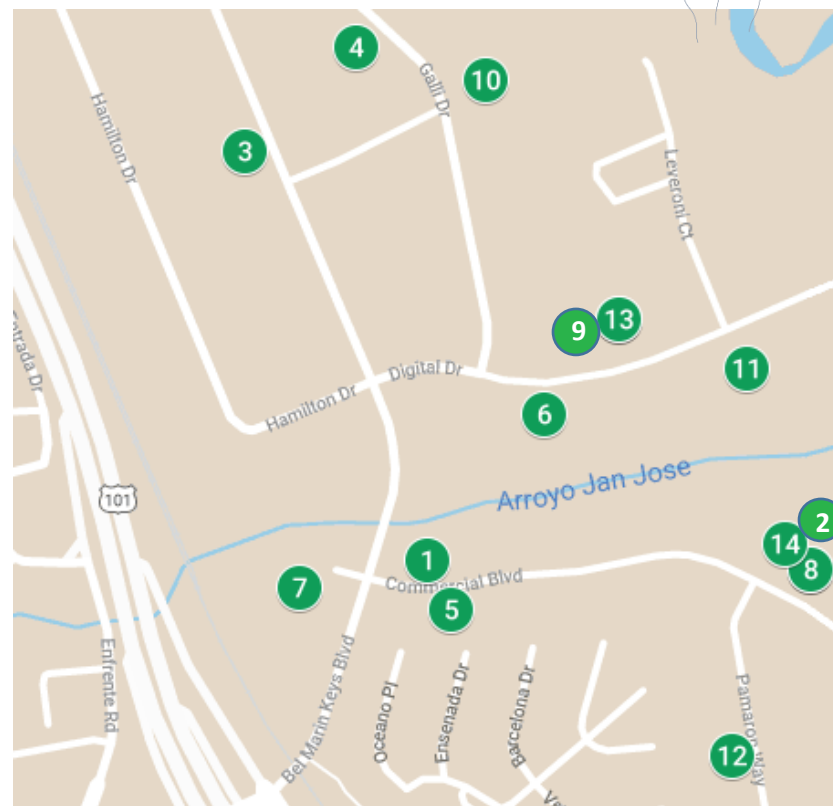 4
10
Galli Dr
Hamilton Dr
3
Leveroni Ct
9
13
Entrada Dr
Digital Dr
11
Hamilton Dr
6
Arroyo Jan Jose
101
2
14
8
1
Commercial Blvd
7
5
Enfrente Rd
Bel Marin Keys Blvd
Oceano Pl
Ensenada Dr
Barcelona Dr
Pamaron Way
12